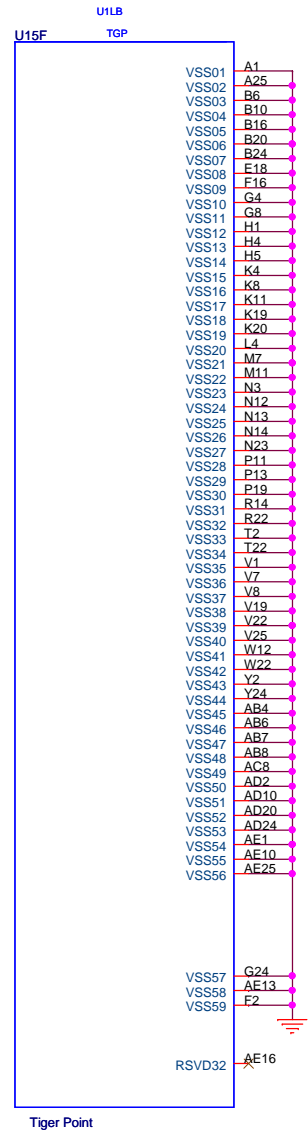 U1LB
U15F TGP
VSS01 A1
VSS02 A25
VSS03 B6
VSS04 B10
VSS05 B16
VSS06 B20
VSS07 B24
VSS08 E18
VSS09 F16
VSS10 G4
VSS11 G8
VSS12 H1
VSS13 H4
VSS14 H5
VSS15 K4
VSS16 K8
VSS17 K11
VSS18 K19
VSS19 K20
VSS20 L4
VSS21 M7
VSS22 M11
VSS23 N3
VSS24 N12
VSS25 N13
VSS26 N14
VSS27 N23
VSS28 P11
VSS29 P13
VSS30 P19
VSS31 R14
VSS32 R22
VSS33 T2
VSS34 T22
VSS35 V1
VSS36 V7
VSS37 V8
VSS38 V19
VSS39 V22
VSS40 V25
VSS41 W12
VSS42 W22
VSS43 Y2
VSS44 Y24
VSS45 AB4
VSS46 AB6
VSS47 AB7
VSS48 AB8
VSS49 AC8
VSS50 AD2
VSS51 AD10
VSS52 AD20
VSS53 AD24
VSS54 AE1
VSS55 AE10
VSS56 AE25
VSS57 G24
VSS58 AE13
VSS59 F2
RSVD32 AE16
Tiger Point